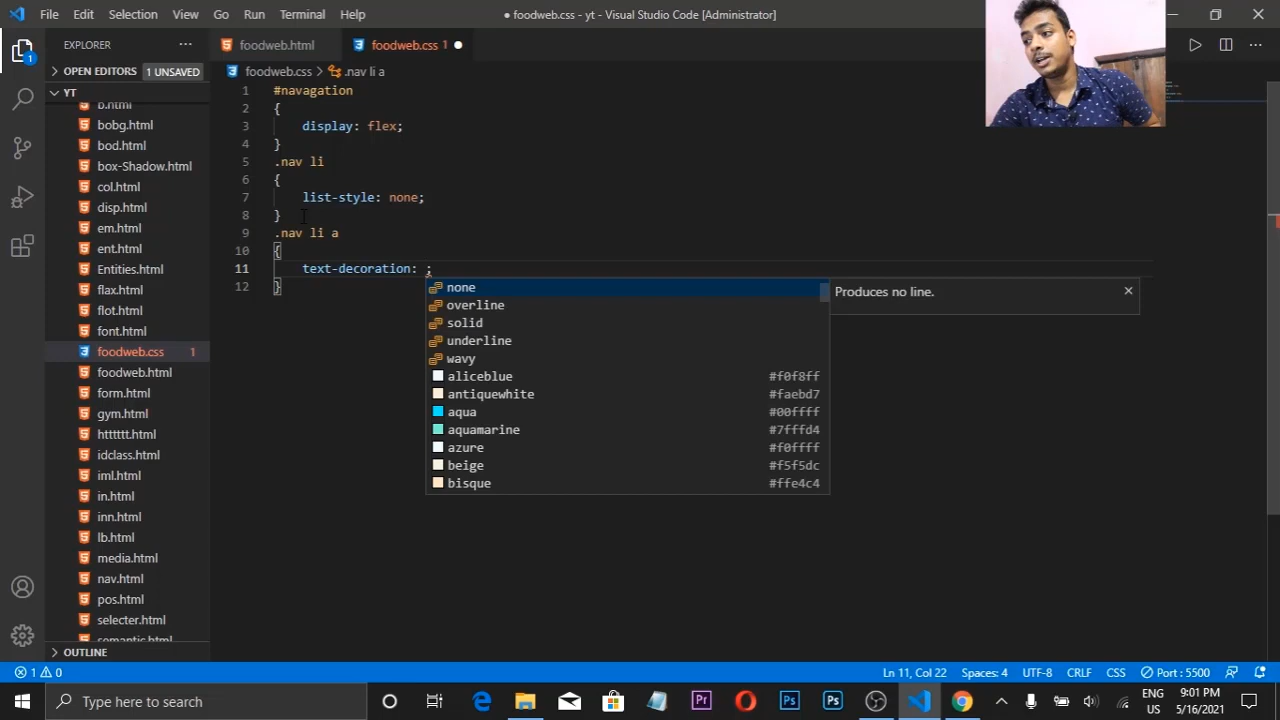 File Edit Selection View Go Run Terminal Help
● foodweb.css - yt - Visual Studio Code [Administrator]
EXPLORER
foodweb.html
foodweb.css 1
OPEN EDITORS 1 UNSAVED
foodweb.css > .nav li a
YT
b.html
bobg.html
bod.html
box-Shadow.html
col.html
disp.html
em.html
ent.html
Entities.html
flax.html
flot.html
font.html
foodweb.css 1
foodweb.html
form.html
gym.html
htttttt.html
idclass.html
iml.html
in.html
inn.html
lb.html
media.html
nav.html
pos.html
selecter.html
semantic.html
OUTLINE
1 #navagation
2 {
3 display: flex;
4 }
5 .nav li
6 {
7 list-style: none;
8 }
9 .nav li a
10 {
11 text-decoration: ;
12 }
none
overline
solid
underline
wavy
aliceblue #f0f8ff
antiquewhite #faebd7
aqua #00ffff
aquamarine #7fffd4
azure #f0ffff
beige #f5f5dc
bisque #ffe4c4
Produces no line.
1 0
Ln 11, Col 22 Spaces: 4 UTF-8 CRLF CSS Port : 5500
Type here to search
ENG
US
9:01 PM
5/16/2021